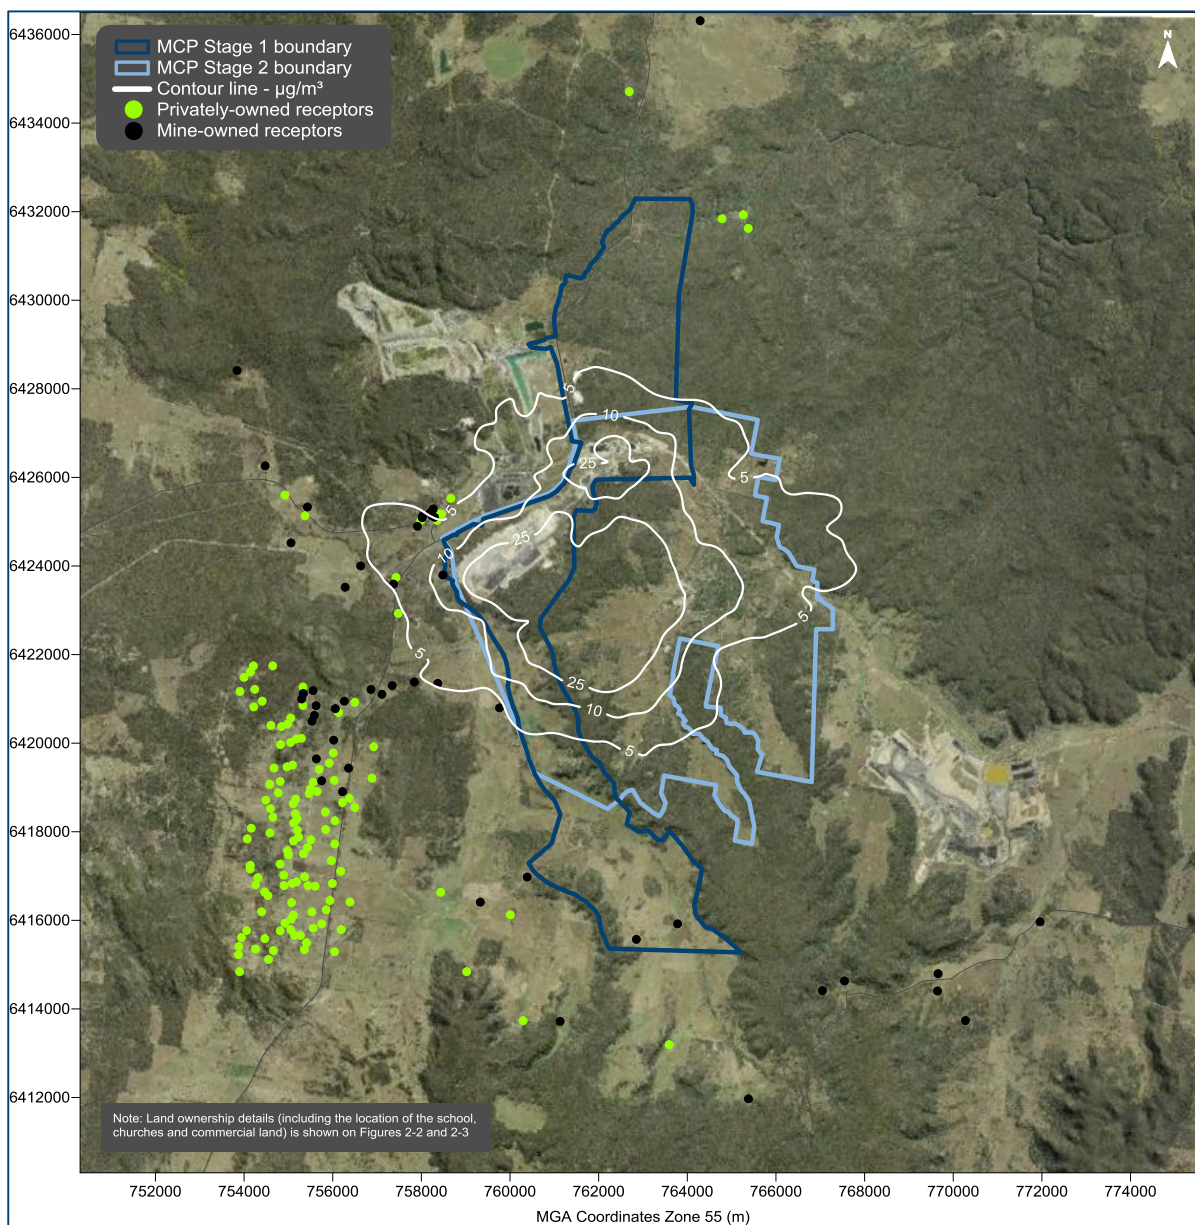 MCP Stage 1 boundary
MCP Stage 2 boundary
Contour line - µg/m³
Privately-owned receptors
Mine-owned receptors
N
6436000
6434000
6432000
6430000
6428000
6426000
6424000
6422000
6420000
6418000
6416000
6414000
6412000
5
10
25
5
5
25
10
5
5
25
10
5
Note: Land ownership details (including the location of the school,
churches and commercial land) is shown on Figures 2-2 and 2-3
752000 754000 756000 758000 760000 762000 764000 766000 768000 770000 772000 774000
MGA Coordinates Zone 55 (m)